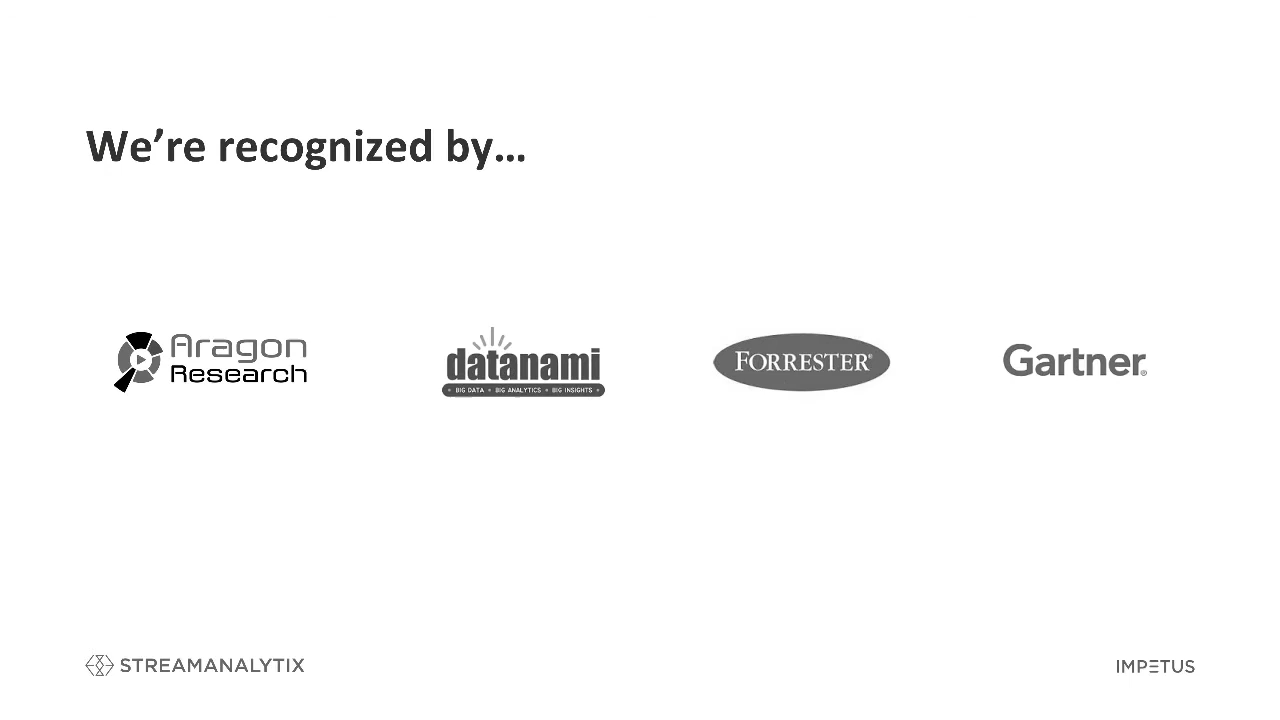 We’re recognized by...
Aragon
Research
datanami
BIG DATA • BIG ANALYTICS • BIG INSIGHTS
FORRESTER®
Gartner®
STREAMANALYTIX
IMPETUS